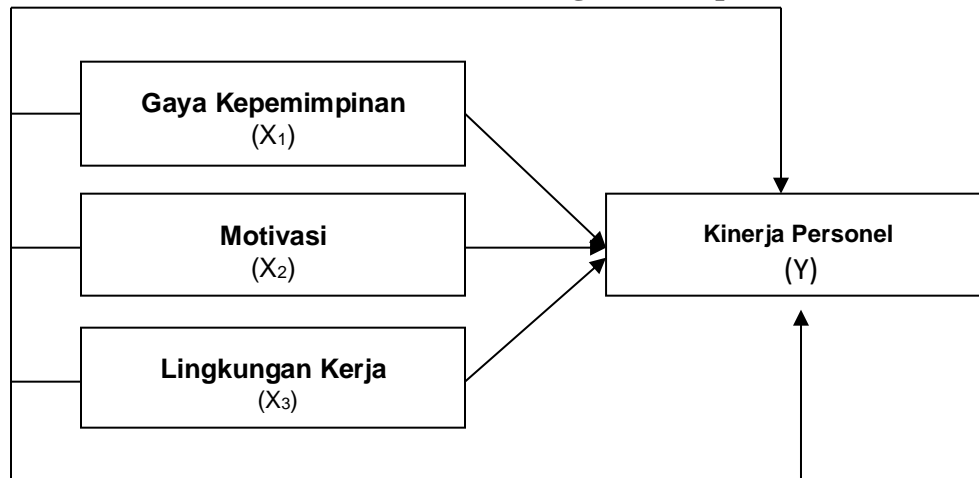 Gaya Kepemimpinan
(X₁)
Motivasi
(X₂)
Lingkungan Kerja
(X₃)
Kinerja Personel
(Y)